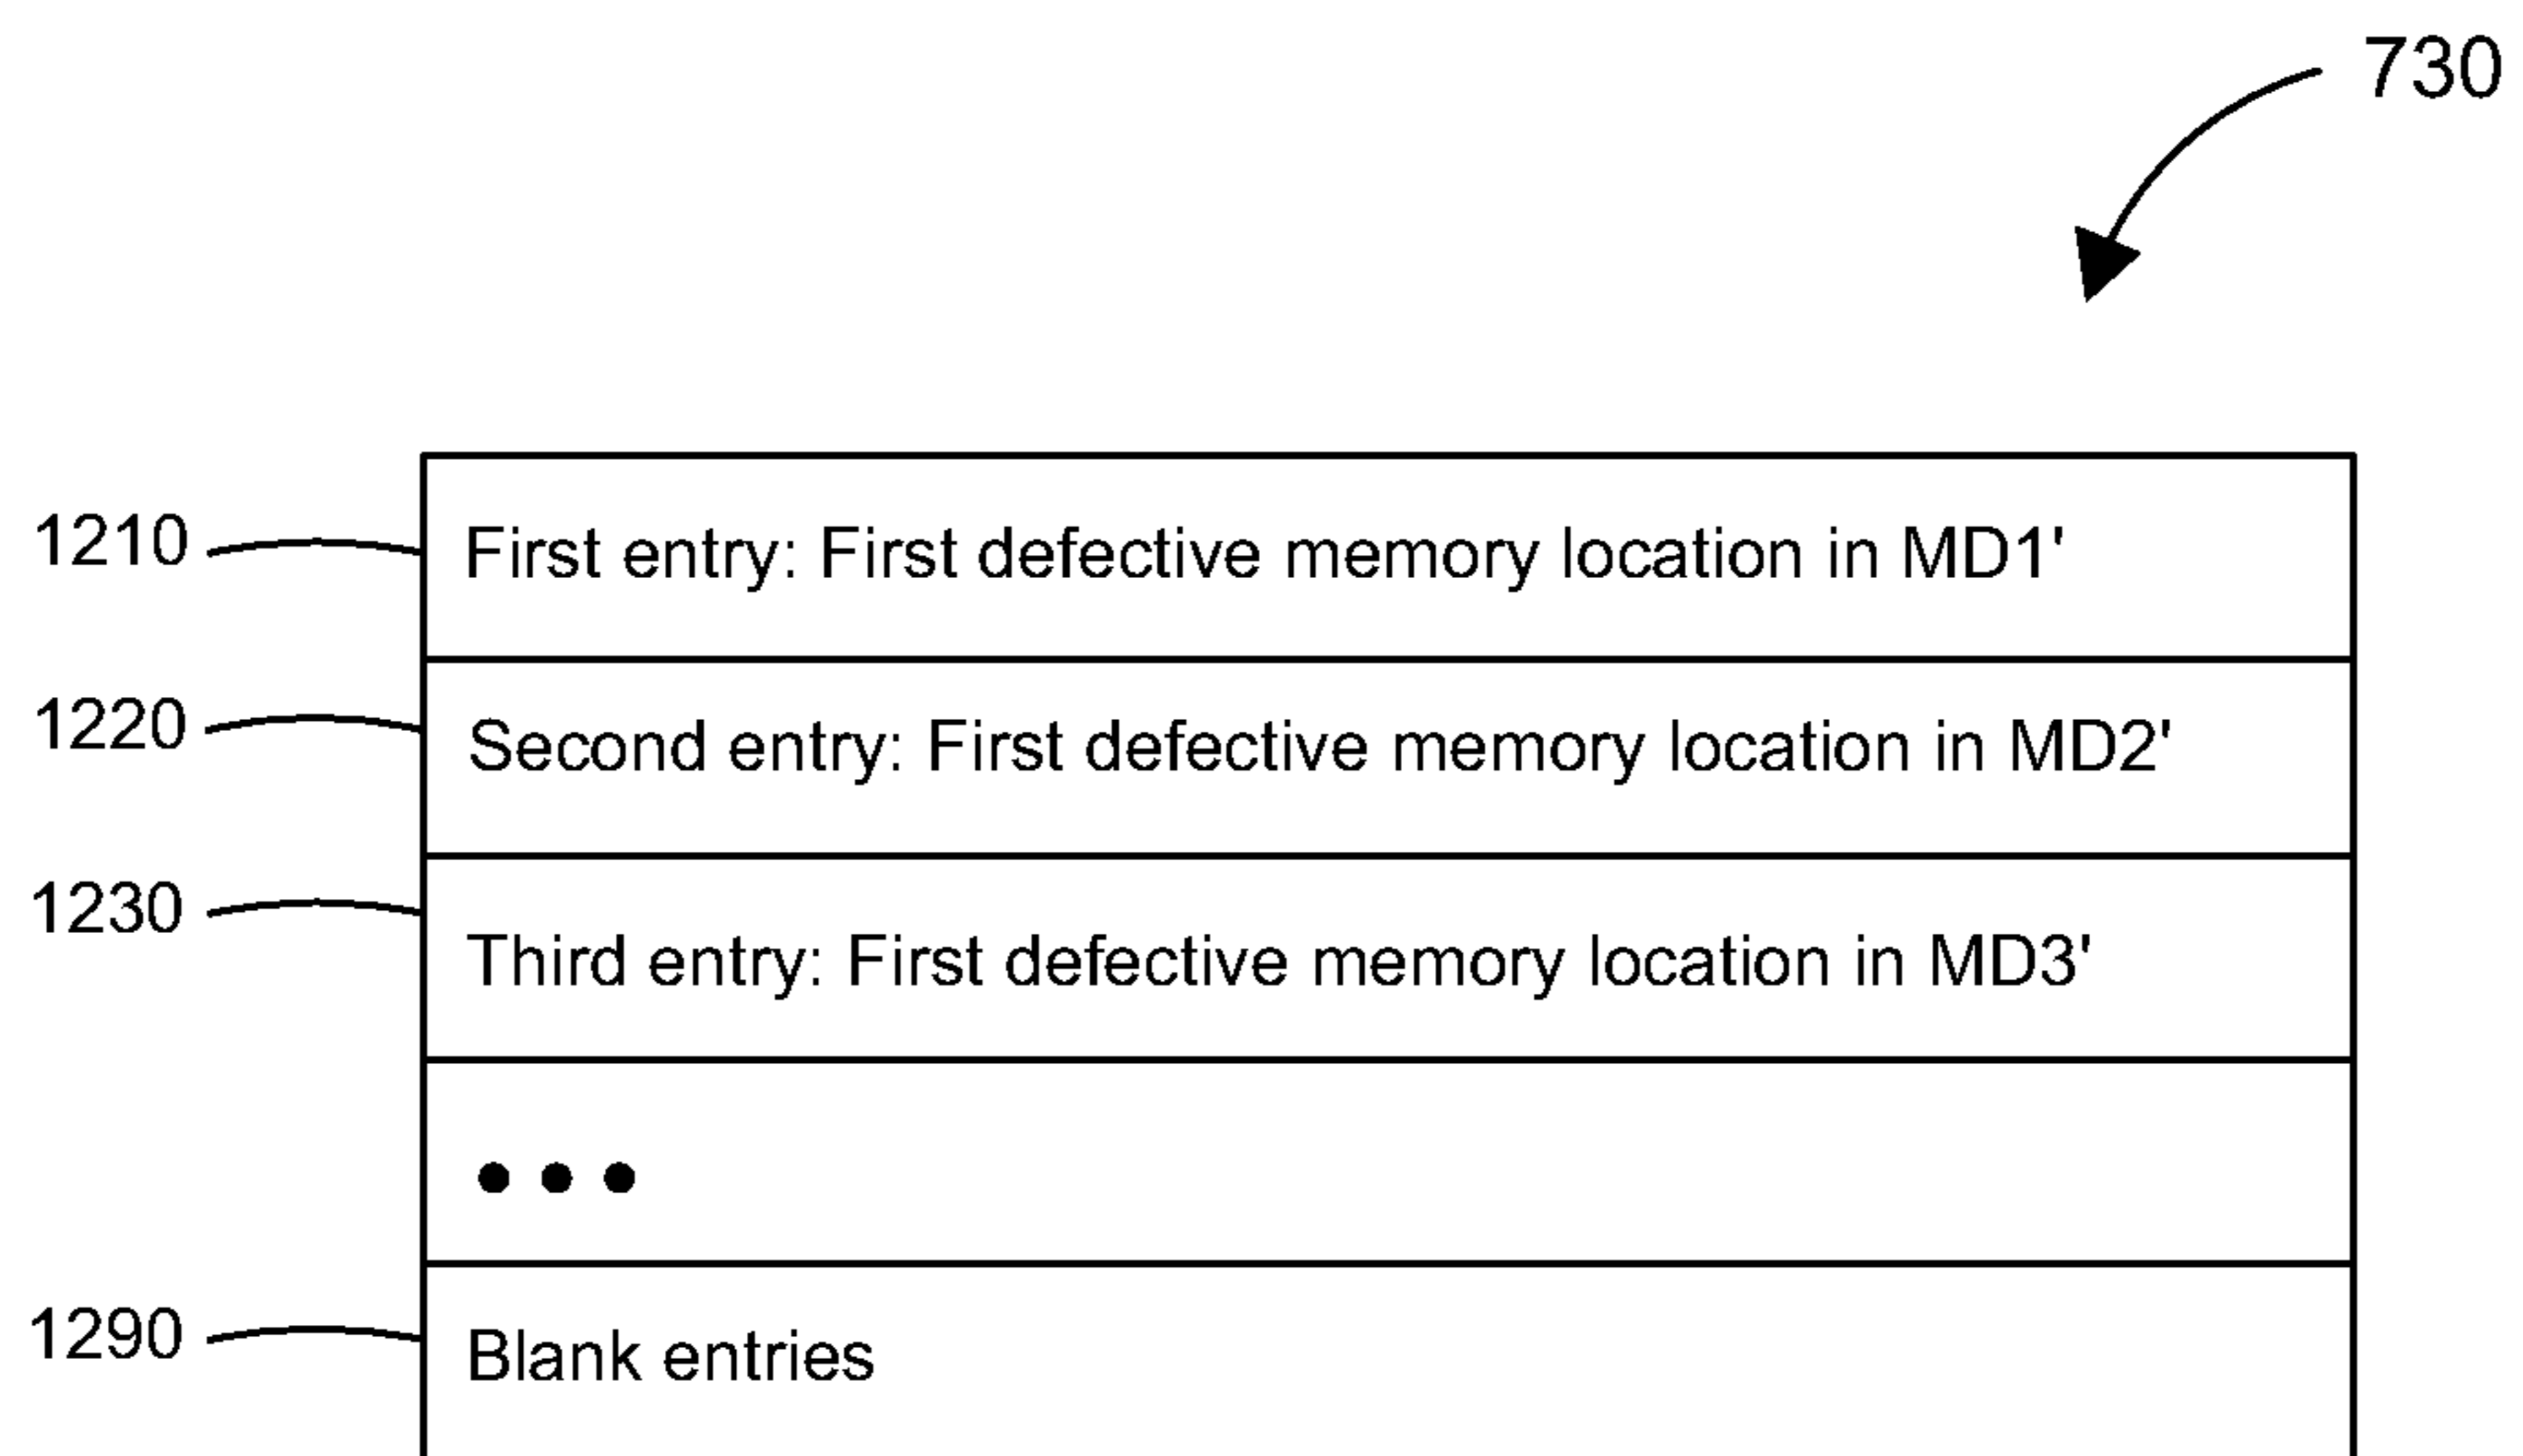 730
1210 First entry: First defective memory location in MD1'
1220 Second entry: First defective memory location in MD2'
1230 Third entry: First defective memory location in MD3'
•••
1290 Blank entries